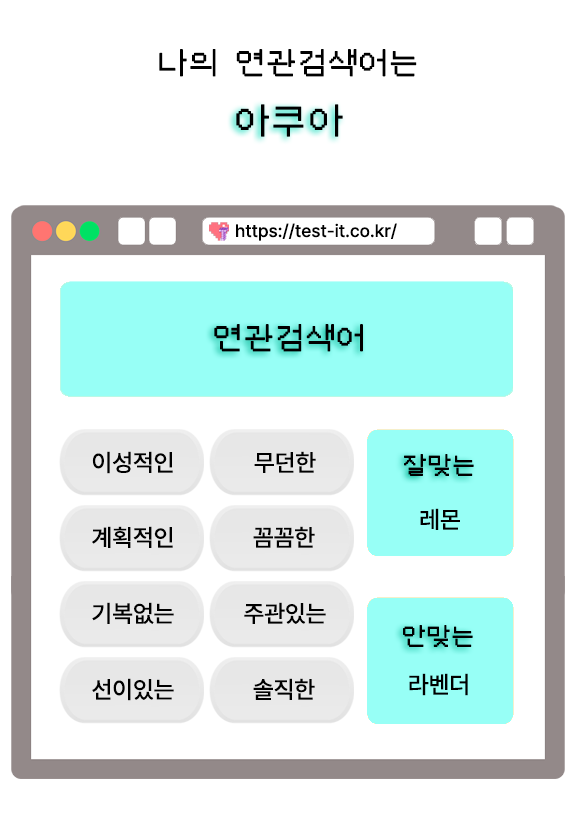 나의 연관검색어는
아쿠아
https://test-it.co.kr/
연관검색어
이성적인
무던한
계획적인
꼼꼼한
기복없는
주관있는
선이있는
솔직한
잘맞는
레몬
안맞는
라벤더